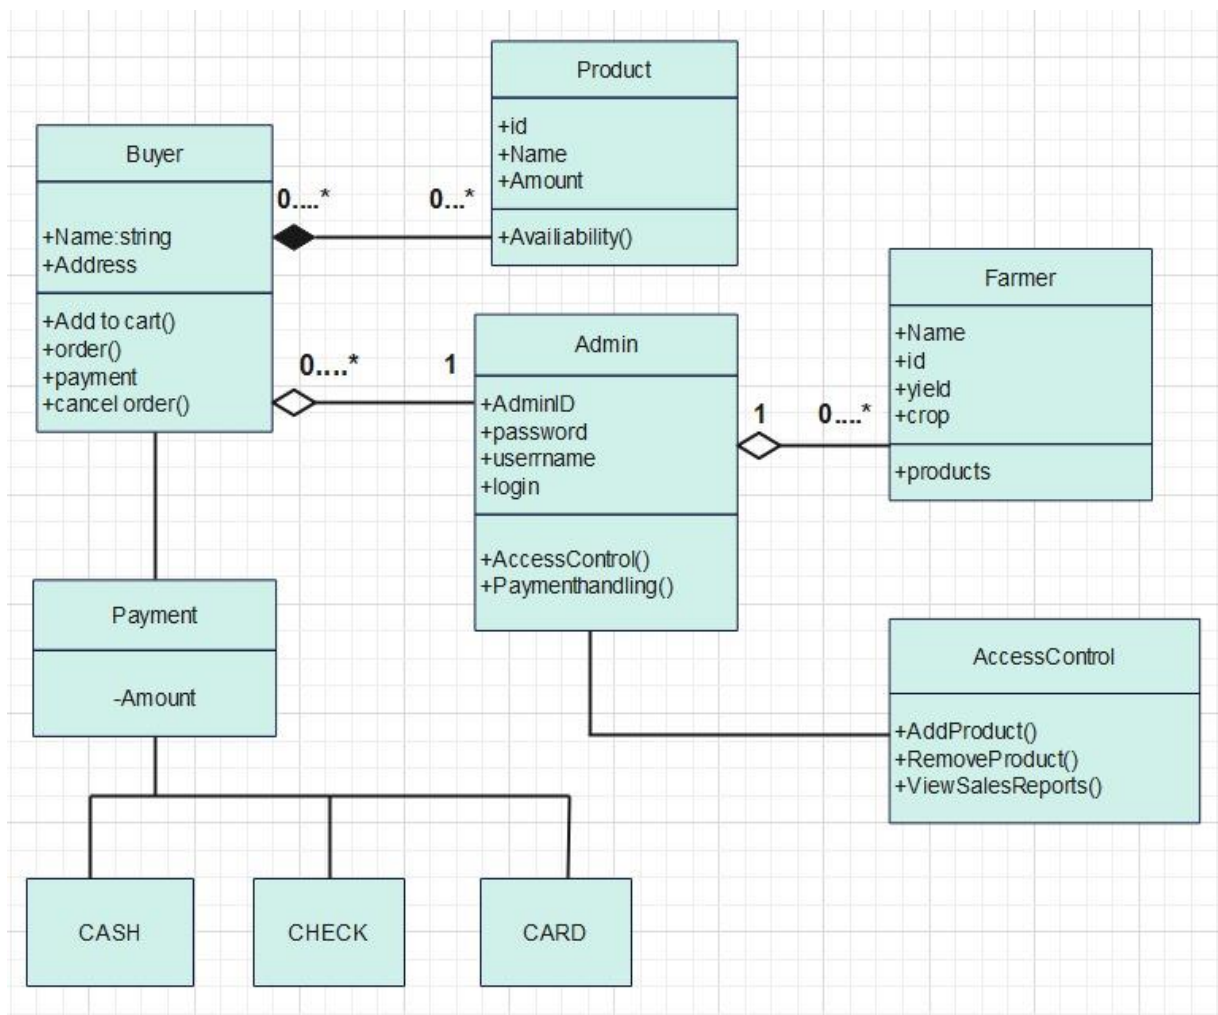 Product
+id
+Name
+Amount
+Availiability()
Buyer
+Name:string
+Address
+Add to cart()
+order()
+payment
+cancel order()
0....*
0...*
Farmer
+Name
+id
+yield
+crop
+products
Admin
+AdminID
+password
+userrname
+login
+AccessControl()
+Paymenthandling()
0....*
1
1
0....*
Payment
-Amount
AccessControl
+AddProduct()
+RemoveProduct()
+ViewSalesReports()
CASH
CHECK
CARD